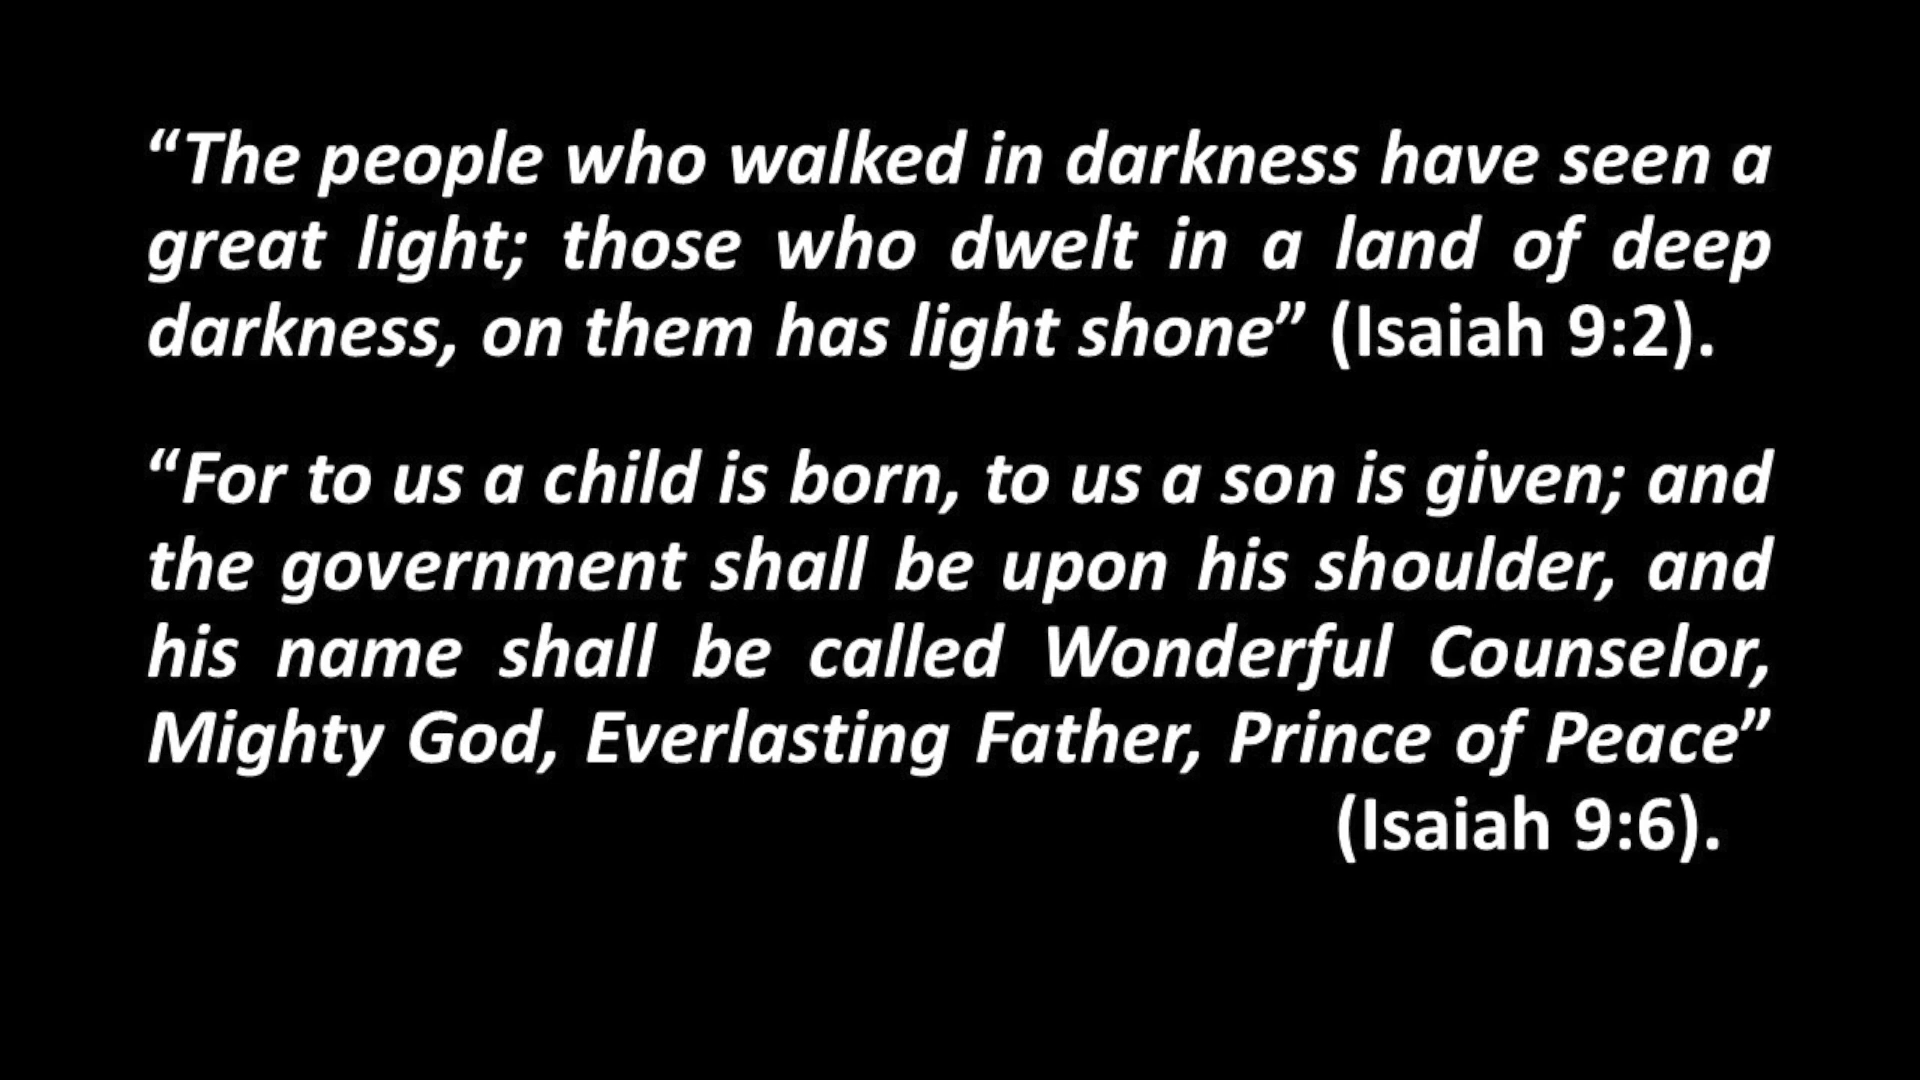 “The people who walked in darkness have seen a
great light; those who dwelt in a land of deep
darkness, on them has light shone” (Isaiah 9:2).
“For to us a child is born, to us a son is given; and
the government shall be upon his shoulder, and
his name shall be called Wonderful Counselor,
Mighty God, Everlasting Father, Prince of Peace”
(Isaiah 9:6).